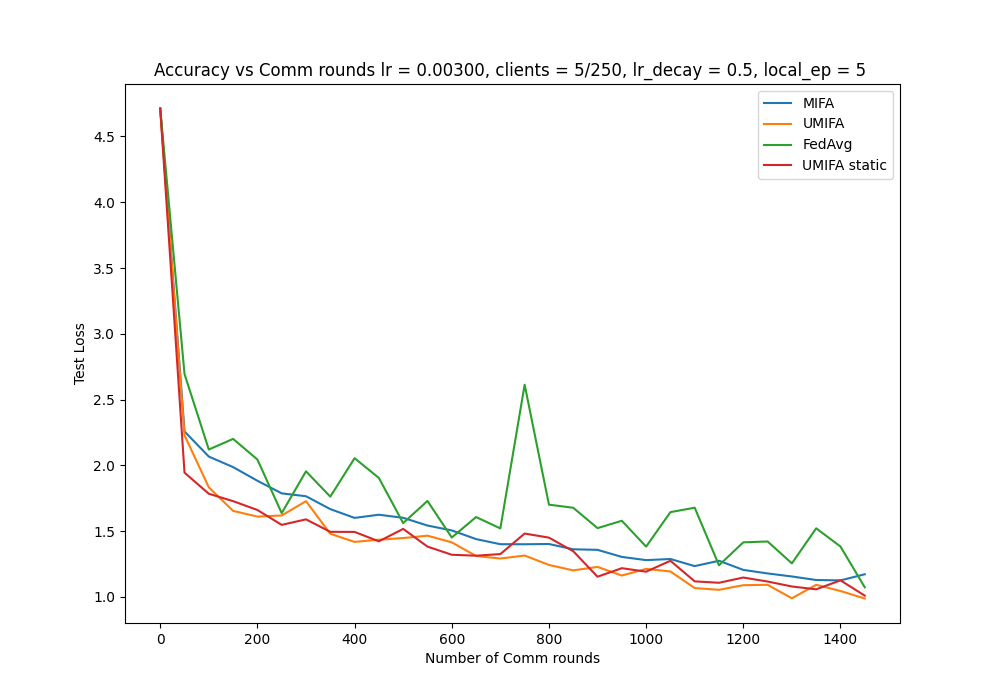 Accuracy vs Comm rounds lr = 0.00300, clients = 5/250, lr_decay = 0.5, local_ep = 5
MIFA
UMIFA
FedAvg
UMIFA static
4.5
4.0
3.5
3.0
2.5
2.0
1.5
1.0
Test Loss
0 200 400 600 800 1000 1200 1400
Number of Comm rounds